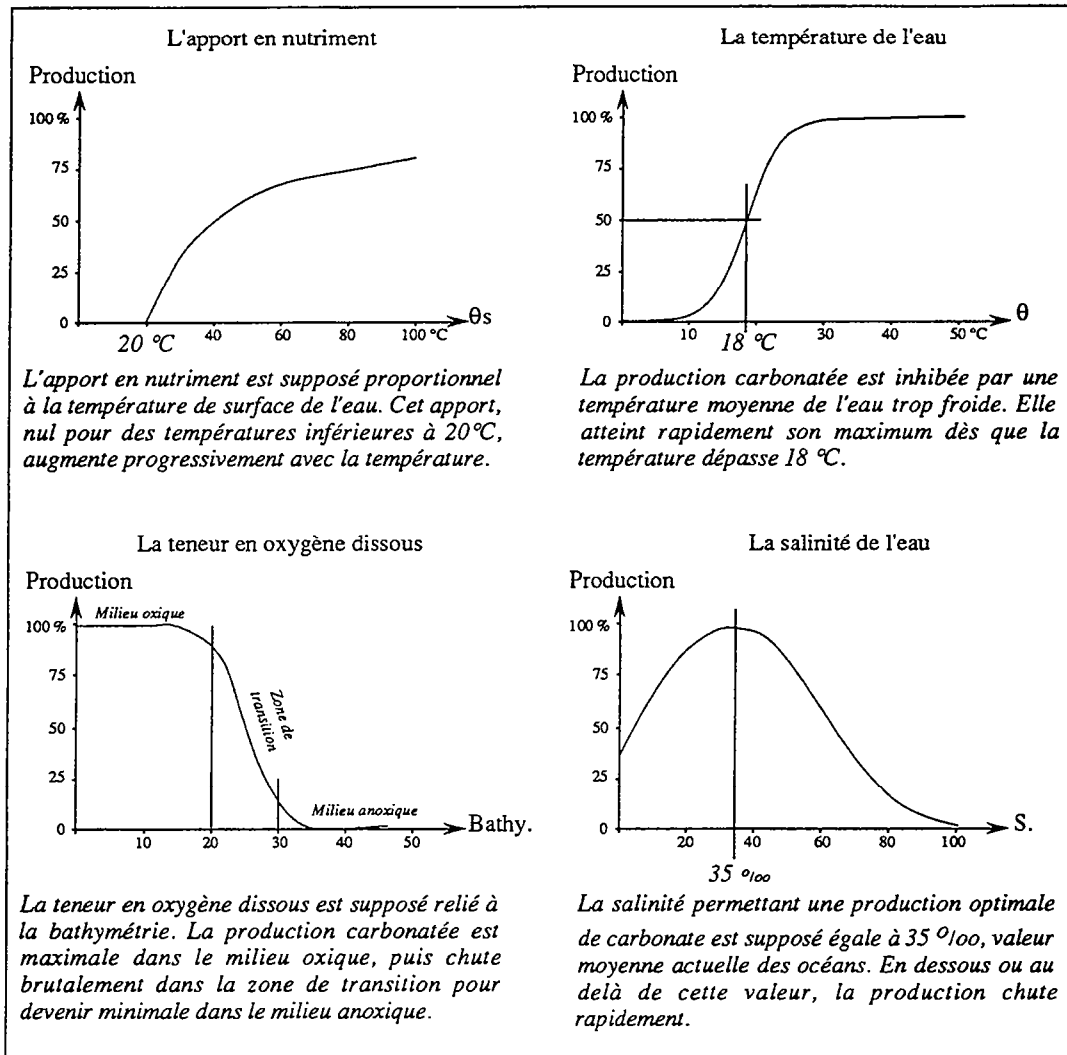 L'apport en nutriment
Production
100 %
75
50
25
0
20 °C
40
60
80
100 °C
θs
L'apport en nutriment est supposé proportionnel
à la température de surface de l'eau. Cet apport,
nul pour des températures inférieures à 20°C,
augmente progressivement avec la température.
La température de l'eau
Production
100 %
75
50
25
0
10
18 °C
20
30
40
50 °C
θ
La production carbonatée est inhibée par une
température moyenne de l'eau trop froide. Elle
atteint rapidement son maximum dès que la
température dépasse 18 °C.
La teneur en oxygène dissous
Production
Milieu oxique
100 %
75
50
25
0
Zone de
transition
Milieu anoxique
10
20
30
40
50
Bathy.
La teneur en oxygène dissous est supposé relié à
la bathymétrie. La production carbonatée est
maximale dans le milieu oxique, puis chute
brutalement dans la zone de transition pour
devenir minimale dans le milieu anoxique.
La salinité de l'eau
Production
100 %
75
50
25
0
20
40
60
80
100
S.
35 °/oo
La salinité permettant une production optimale
de carbonate est supposé égale à 35 °/oo, valeur
moyenne actuelle des océans. En dessous ou au
delà de cette valeur, la production chute
rapidement.